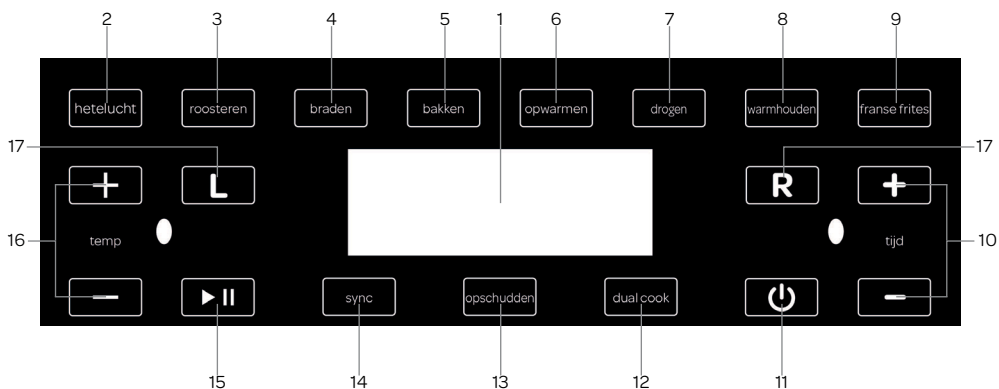 2 3 4 5 1 6 7 8 9
hetelucht roosteren braden bakken opwarmen drogen warmhouden franse frites
17 L R 17
16 temp tijd 10
sync opschudden dual cook
15 14 13 12 11